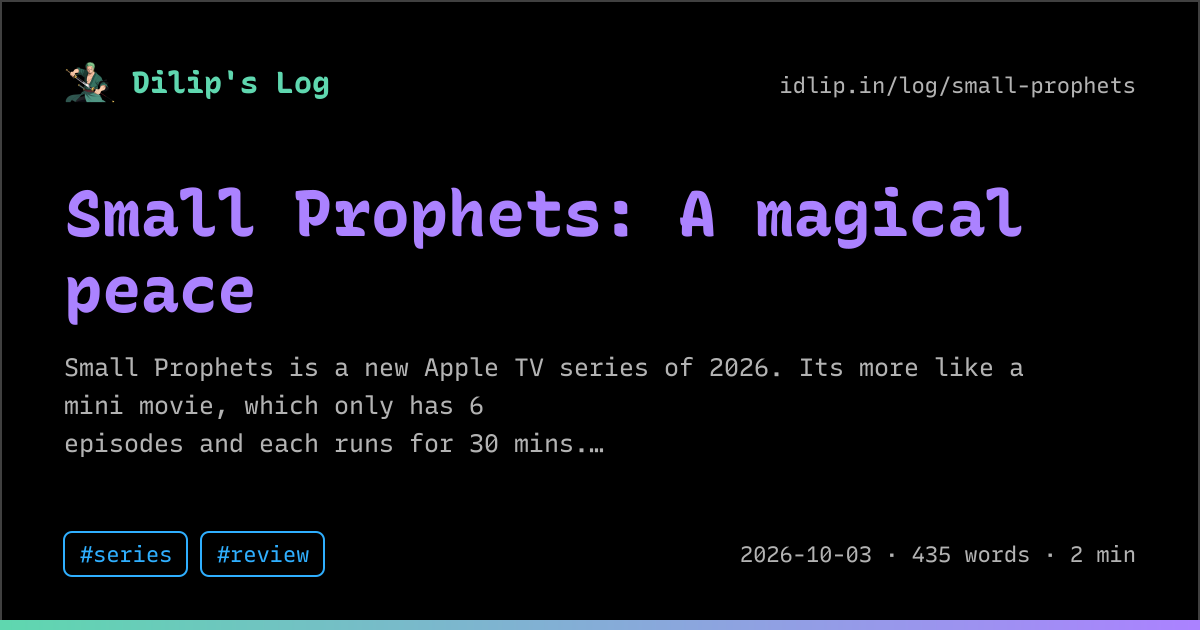 Dilip's Log
idlip.in/log/small-prophets
Small Prophets: A magical
peace
Small Prophets is a new Apple TV series of 2026. Its more like a
mini movie, which only has 6
episodes and each runs for 30 mins.…
#series
#review
2026-10-03 · 435 words · 2 min